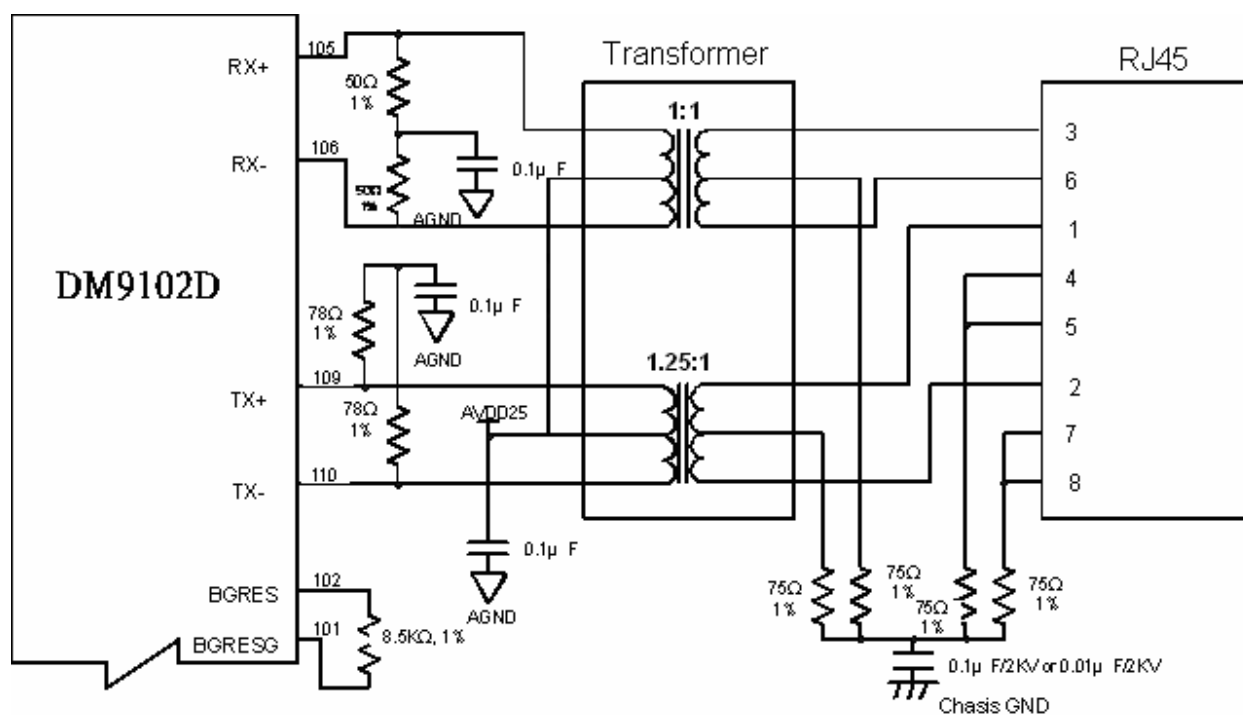 Transformer
RJ45
105
RX+
50Ω
1%
1:1
3
106
RX-
0.1µ F
6
50Ω
1%
AGND
1
DM9102D
4
78Ω
1%
0.1µ F
5
AGND
1.25:1
109
2
TX+
78Ω
1%
AVDD25
7
110
TX-
8
0.1µ F
AGND
102
BGRES
75Ω
1%
75Ω
1%
75Ω
1%
75Ω
1%
101
BGRESG
8.5KΩ, 1%
0.1µ F/2KV or 0.01µ F/2KV
Chasis GND